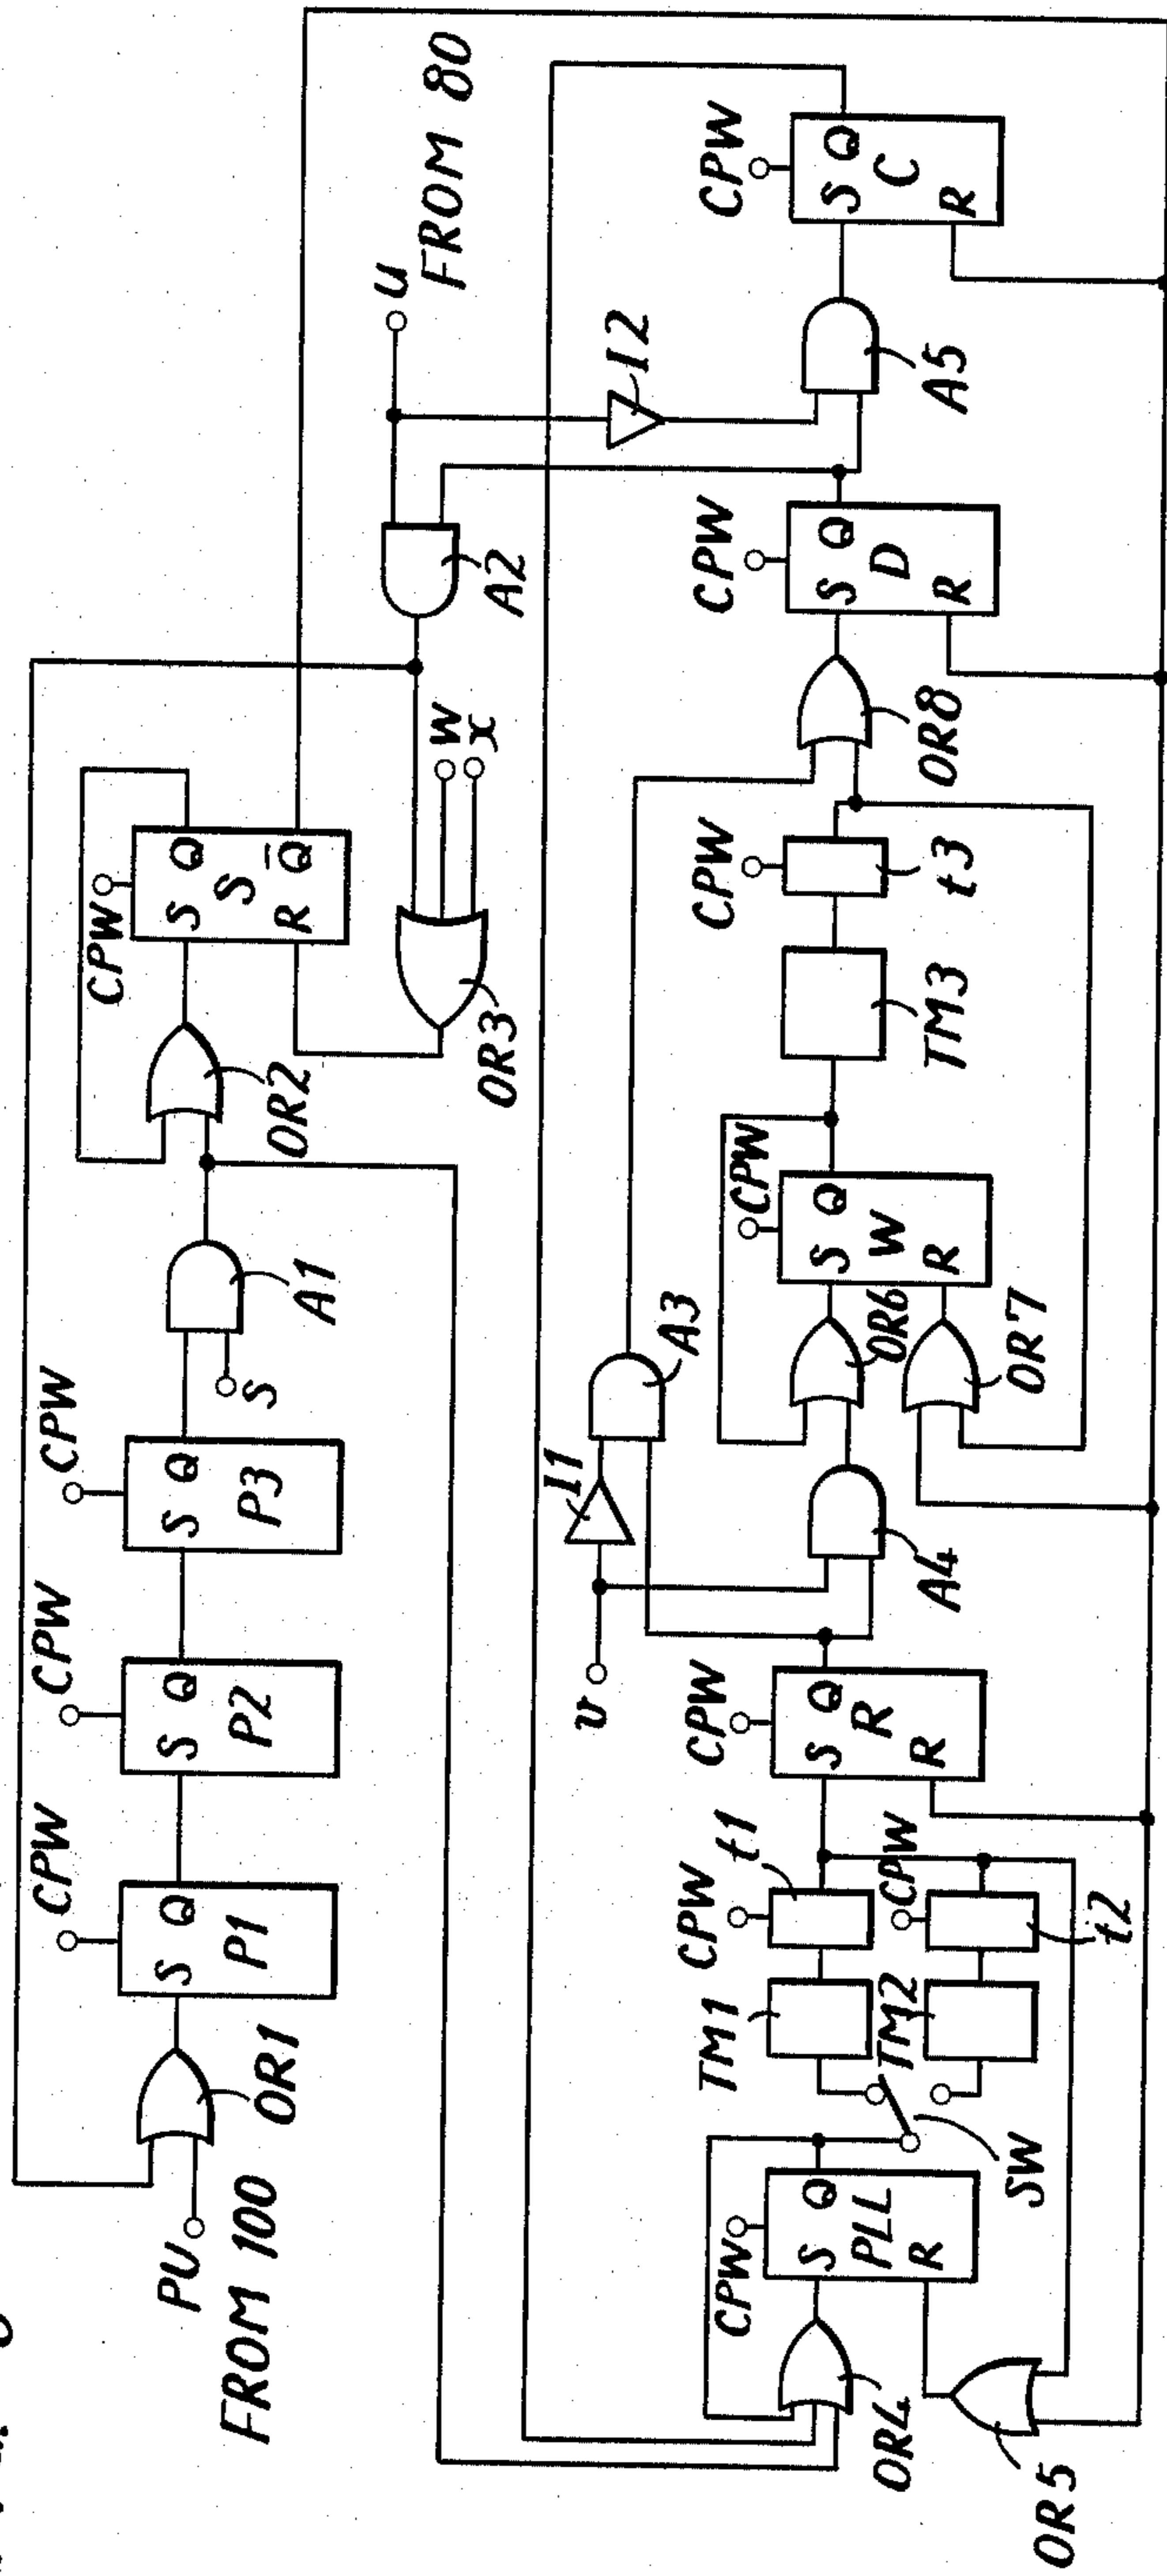 CPW CPW CPW CPW
PU FROM 100
OR1
S Q P1
S Q P2
S Q P3
S
A1
OR2
S Q S R Q̄
OR3
w
x
A2
u
FROM 80
I2
v
I1
A3
CPW CPW CPW CPW CPW CPW CPW CPW
OR4
OR5
S Q PLL R
SW
TM1
TM2
t1
t2
S Q R R
A4
OR6
OR7
S Q W R
TM3
t3
OR8
S Q D R
A5
S Q C R